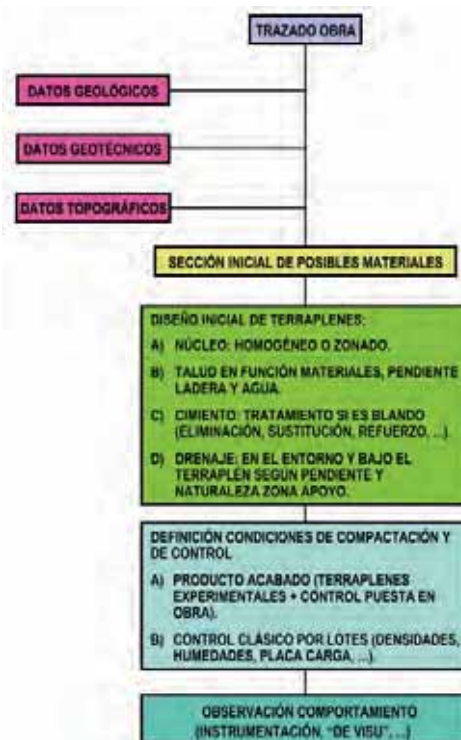 TRAZADO OBRA
DATOS GEOLÓGICOS
DATOS GEOTÉCNICOS
DATOS TOPOGRÁFICOS
SECCIÓN INICIAL DE POSIBLES MATERIALES
DISEÑO INICIAL DE TERRAPLENES:
A) NÚCLEO: HOMOGÉNEO O ZONADO.
B) TALUD EN FUNCIÓN MATERIALES, PENDIENTE
LADERA Y AGUA.
C) CIMIENTO: TRATAMIENTO SI ES BLANDO
(ELIMINACIÓN, SUSTITUCIÓN, REFUERZO, ...)
D) DRENAJE: EN EL ENTORNO Y BAJO EL
TERRAPLÉN SEGÚN PENDIENTE Y
NATURALEZA ZONA APOYO.
DEFINICIÓN CONDICIONES DE COMPACTACIÓN Y
DE CONTROL
A) PRODUCTO ACABADO (TERRAPLENES
EXPERIMENTALES + CONTROL PUESTA EN
OBRA).
B) CONTROL CLÁSICO POR LOTES (DENSIDADES,
HUMEDADES, PLACA CARGA, ...).
OBSERVACIÓN COMPORTAMIENTO
(INSTRUMENTACIÓN, "DE VISU", ...)